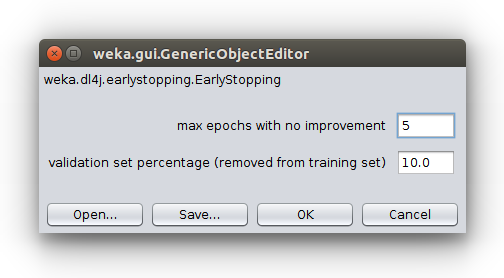 weka.gui.GenericObjectEditor
weka.dl4j.earlystopping.EarlyStopping
max epochs with no improvement 5
validation set percentage (removed from training set) 10.0
Open... Save... OK Cancel